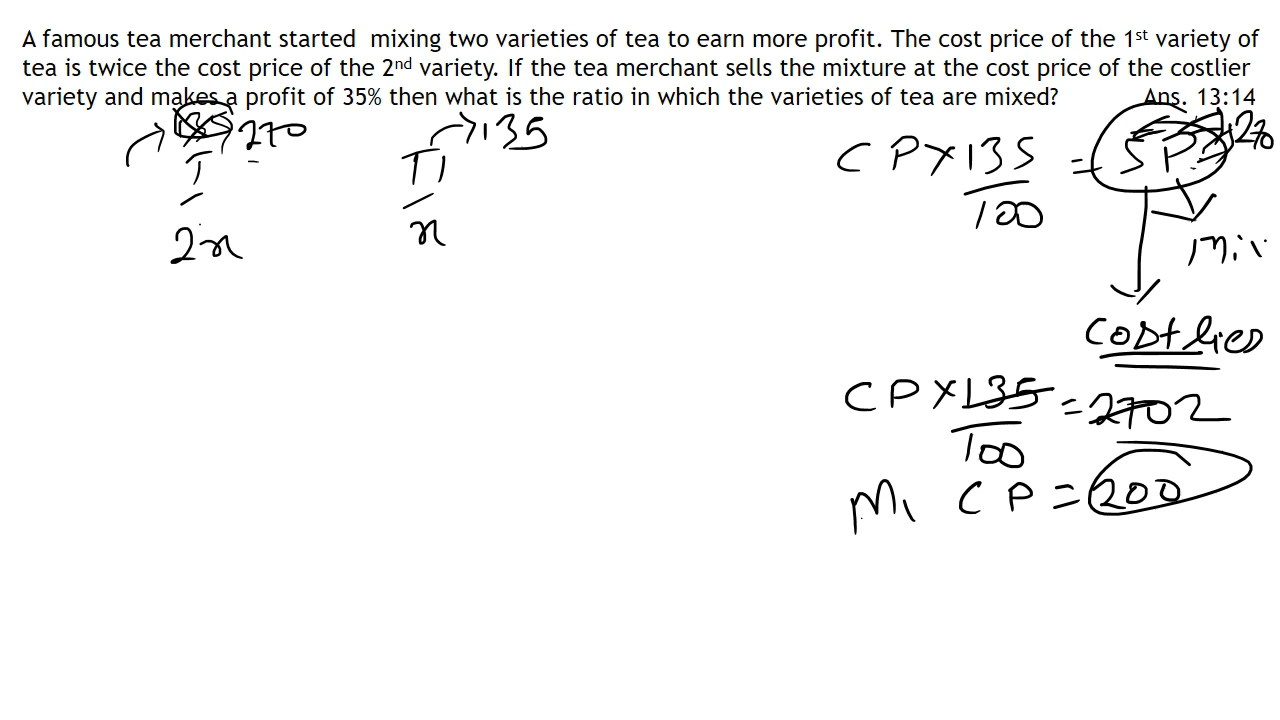 A famous tea merchant started mixing two varieties of tea to earn more profit. The cost price of the 1st variety of
tea is twice the cost price of the 2nd variety. If the tea merchant sells the mixture at the cost price of the costlier
variety and makes a profit of 35% then what is the ratio in which the varieties of tea are mixed? Ans. 13:14
270
135
I
II
2x
x
CP×135/100 = SP 270
Mix
Costlier
CP×135/100 = 270 2
M CP = 200